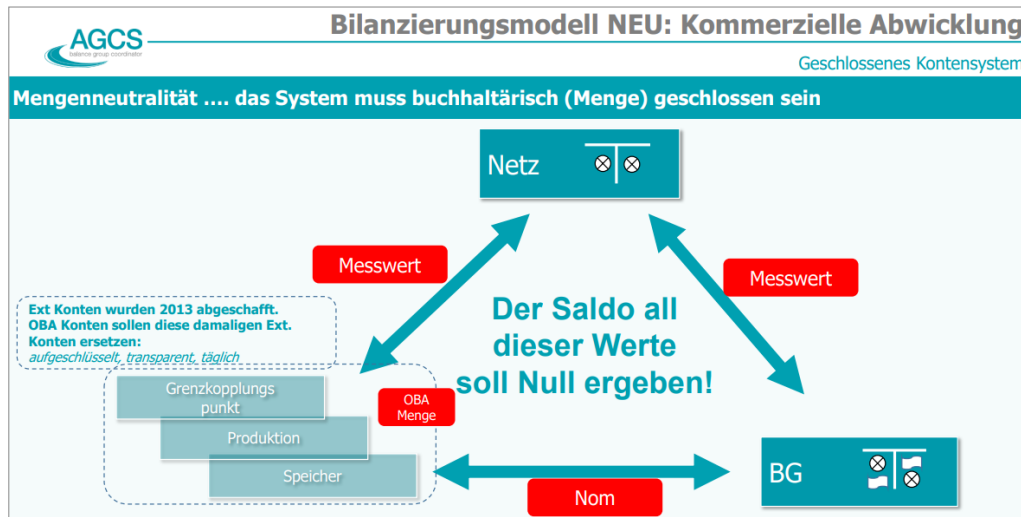 AGCS
balance group coordinator
Bilanzierungsmodell NEU: Kommerzielle Abwicklung
Geschlossenes Kontensystem
Mengenneutralität .... das System muss buchhaltärisch (Menge) geschlossen sein
Netz
Messwert
Messwert
Ext Konten wurden 2013 abgeschafft.
OBA Konten sollen diese damaligen Ext.
Konten ersetzen:
aufgeschlüsselt, transparent, täglich
Der Saldo all
dieser Werte
soll Null ergeben!
Grenzkopplungs
punkt
OBA
Menge
Produktion
Speicher
BG
Nom